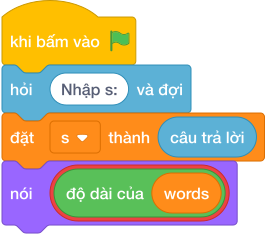 khi bấm vào
hỏi Nhập s: và đợi
đặt s thành câu trả lời
nói độ dài của words